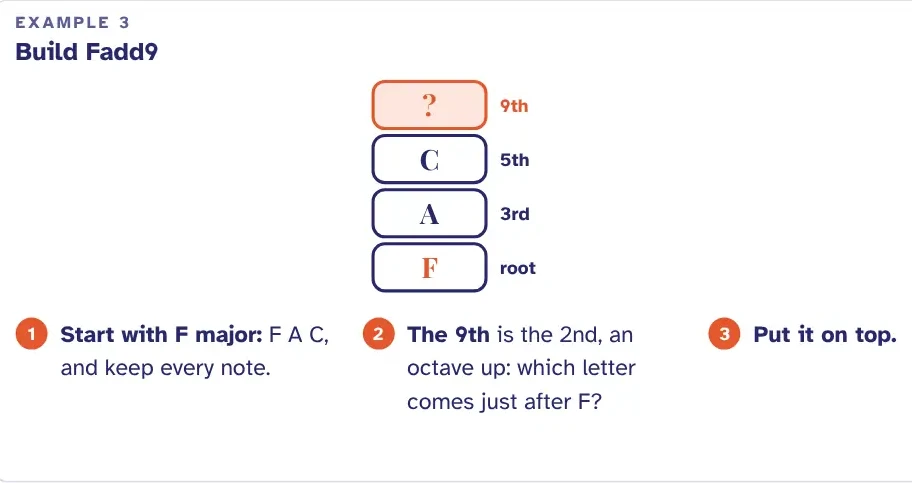 EXAMPLE 3
Build Fadd9
? 9th
C 5th
A 3rd
F root
1 Start with F major: F A C,
and keep every note.
2 The 9th is the 2nd, an
octave up: which letter
comes just after F?
3 Put it on top.